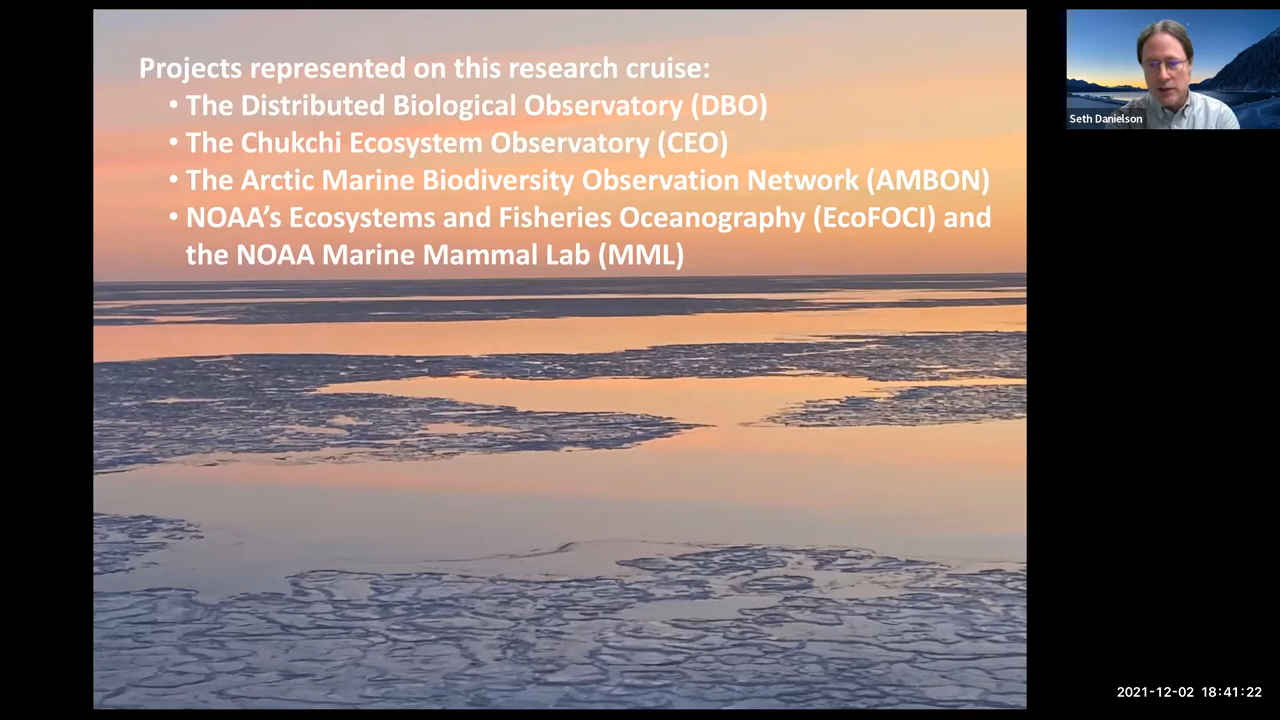 Projects represented on this research cruise:
• The Distributed Biological Observatory (DBO)
• The Chukchi Ecosystem Observatory (CEO)
• The Arctic Marine Biodiversity Observation Network (AMBON)
• NOAA’s Ecosystems and Fisheries Oceanography (EcoFOCI) and
the NOAA Marine Mammal Lab (MML)
Seth Danielson
2021-12-02 18:41:22